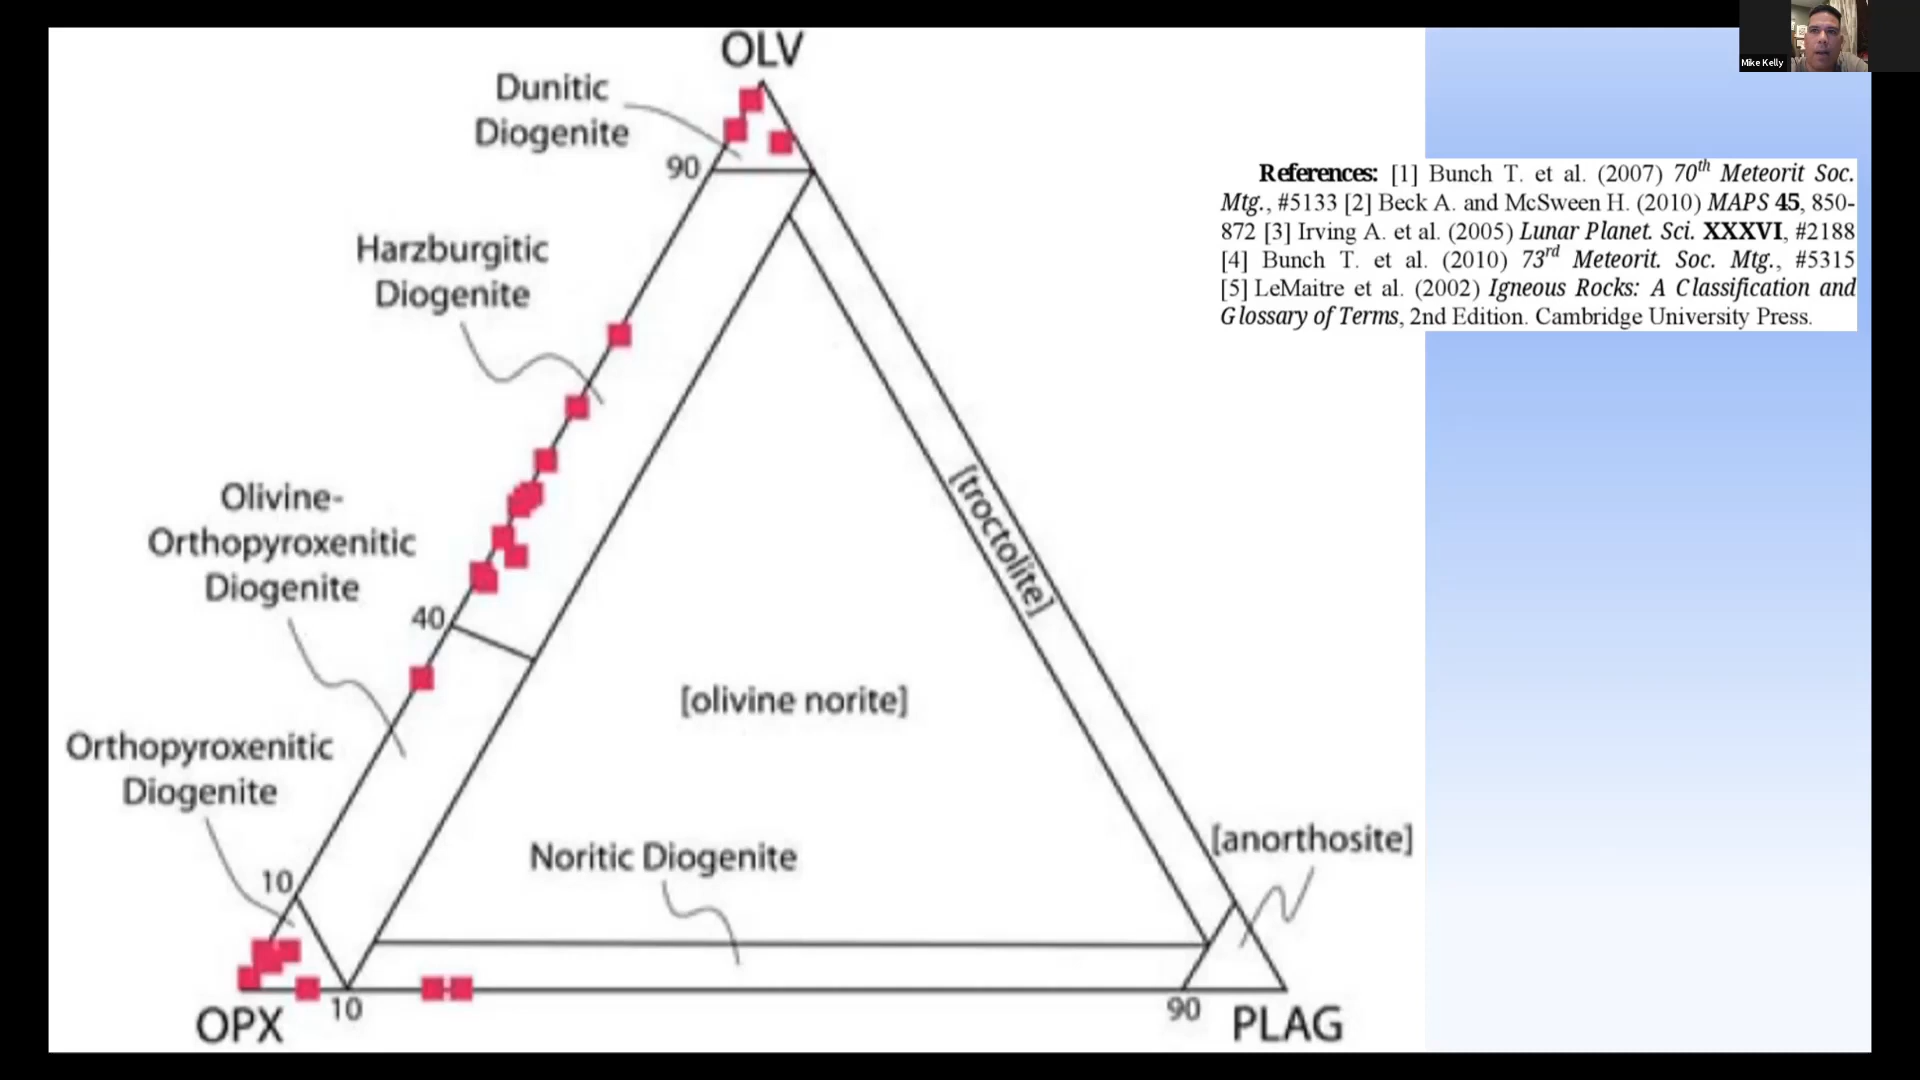 OLV
Dunitic
Diogenite
90
Harzburgitic
Diogenite
Olivine-
Orthopyroxenitic
Diogenite
40
[troctolite]
[olivine norite]
Orthopyroxenitic
Diogenite
10
Noritic Diogenite
[anorthosite]
OPX
10
90
PLAG
Mike Kelly
References: [1] Bunch T. et al. (2007) 70th Meteorit Soc.
Mtg., #5133 [2] Beck A. and McSween H. (2010) MAPS 45, 850-
872 [3] Irving A. et al. (2005) Lunar Planet. Sci. XXXVI, #2188
[4] Bunch T. et al. (2010) 73rd Meteorit. Soc. Mtg., #5315
[5] LeMaitre et al. (2002) Igneous Rocks: A Classification and
Glossary of Terms, 2nd Edition. Cambridge University Press.